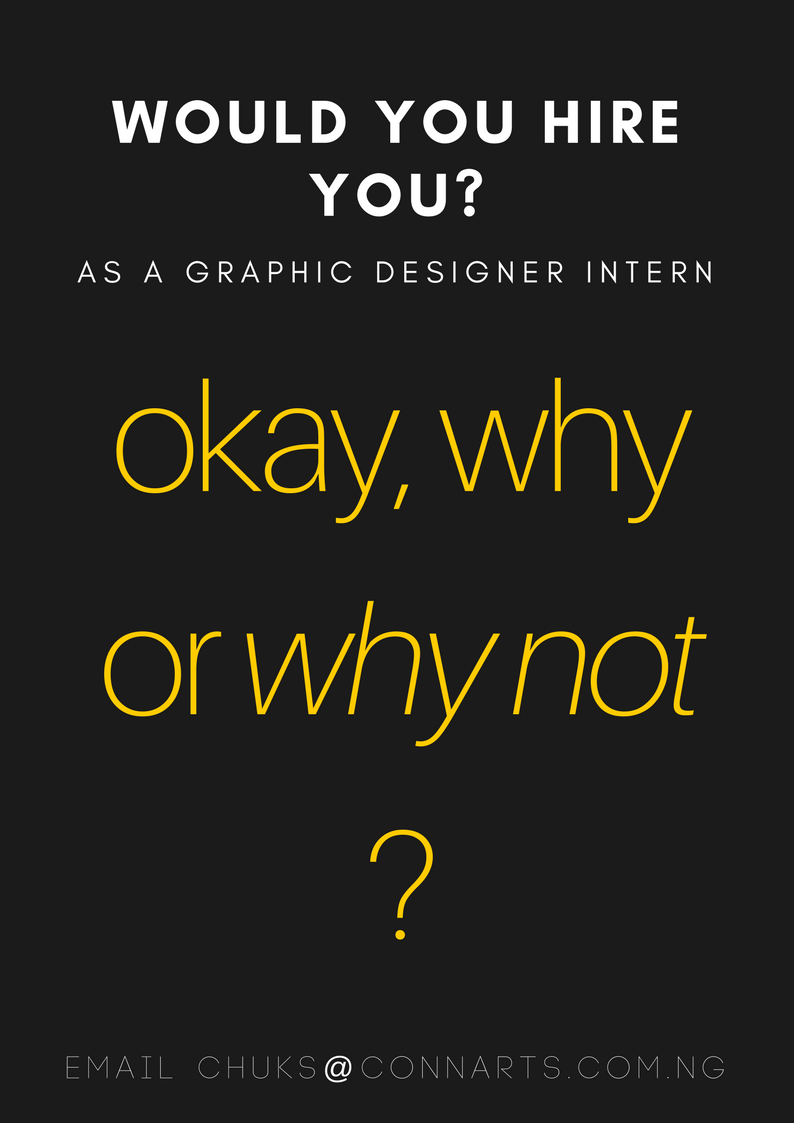 WOULD YOU HIRE
YOU?
AS A GRAPHIC DESIGNER INTERN
okay, why
or why not
?
EMAIL CHUKS@CONNARTS.COM.NG